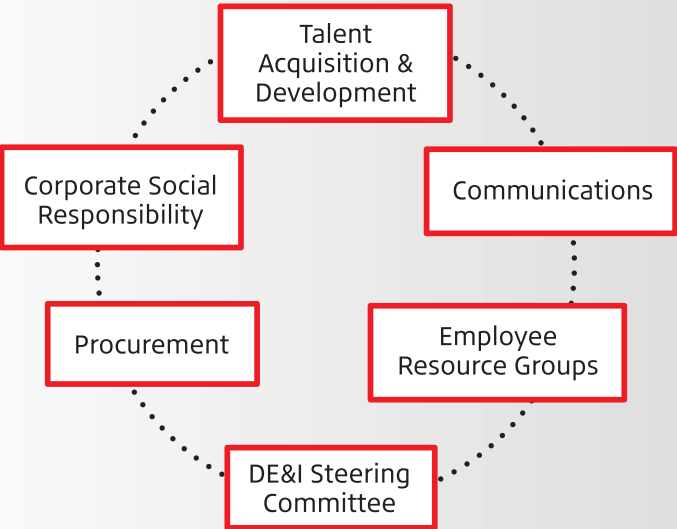 Talent
Acquisition &
Development
Corporate Social
Responsibility
Communications
Procurement
Employee
Resource Groups
DE&I Steering
Committee